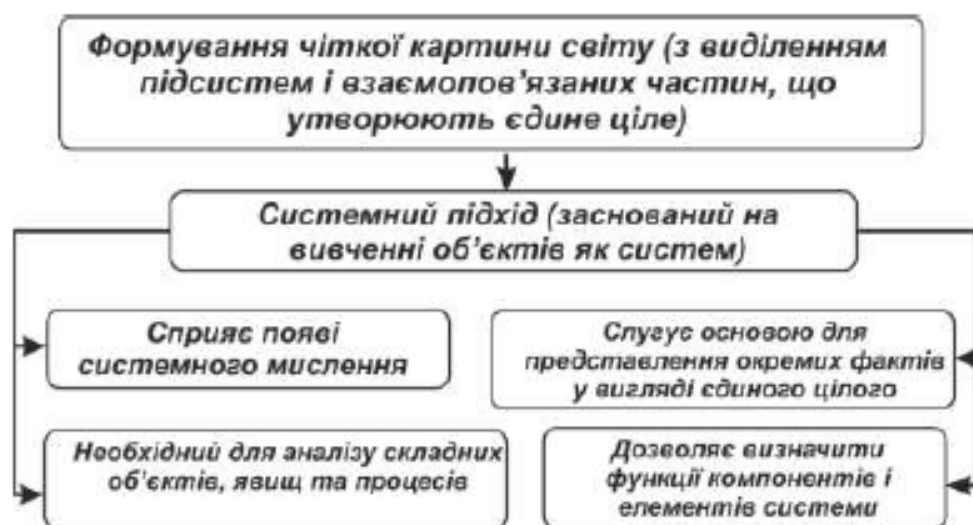 Формування чіткої картини світу (з виділенням
підсистем і взаємопов'язаних частин, що
утворюють єдине ціле)
Системний підхід (заснований на
вивченні об'єктів як систем)
Сприяє появі
системного мислення
Слугує основою для
представлення окремих фактів
у вигляді єдиного цілого
Необхідний для аналізу складних
об'єктів, явищ та процесів
Дозволяє визначити
функції компонентів і
елементів системи